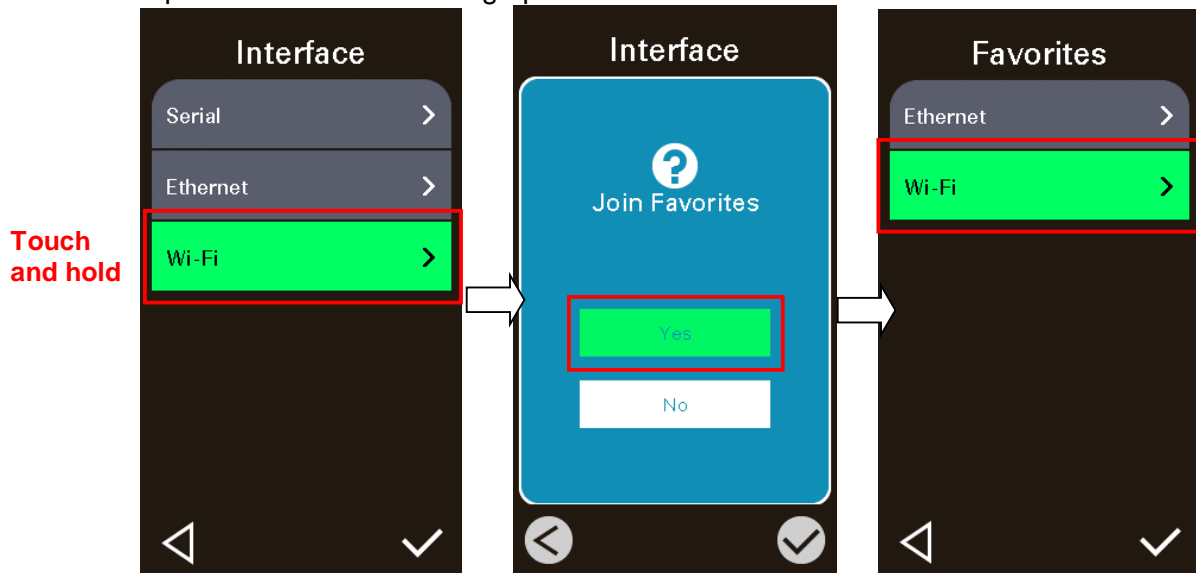 Interface
Serial
Ethernet
Wi-Fi
Touch
and hold
Interface
Join Favorites
Yes
No
Favorites
Ethernet
Wi-Fi